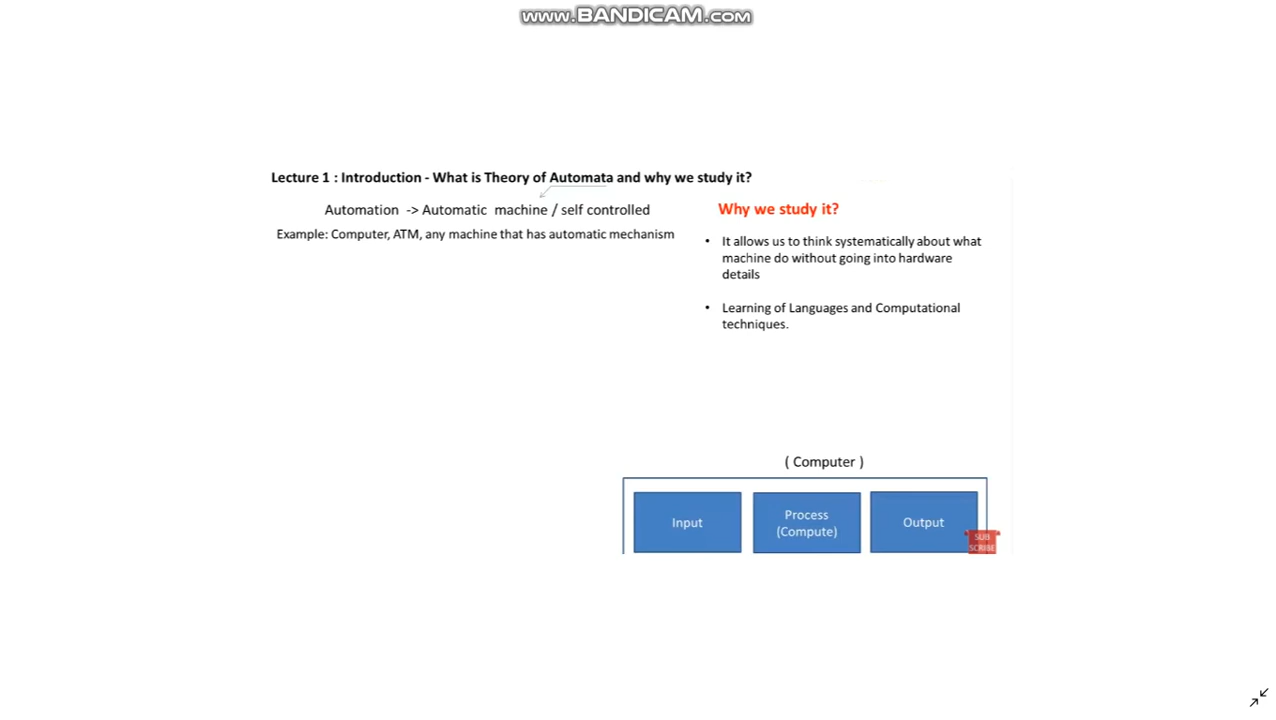 www.BANDICAM.com
Lecture 1 : Introduction - What is Theory of Automata and why we study it?
Automation -> Automatic machine / self controlled
Example: Computer, ATM, any machine that has automatic mechanism
Why we study it?
• It allows us to think systematically about what
machine do without going into hardware
details
• Learning of Languages and Computational
techniques.
( Computer )
Input
Process
(Compute)
Output
SUB
SCRIBE